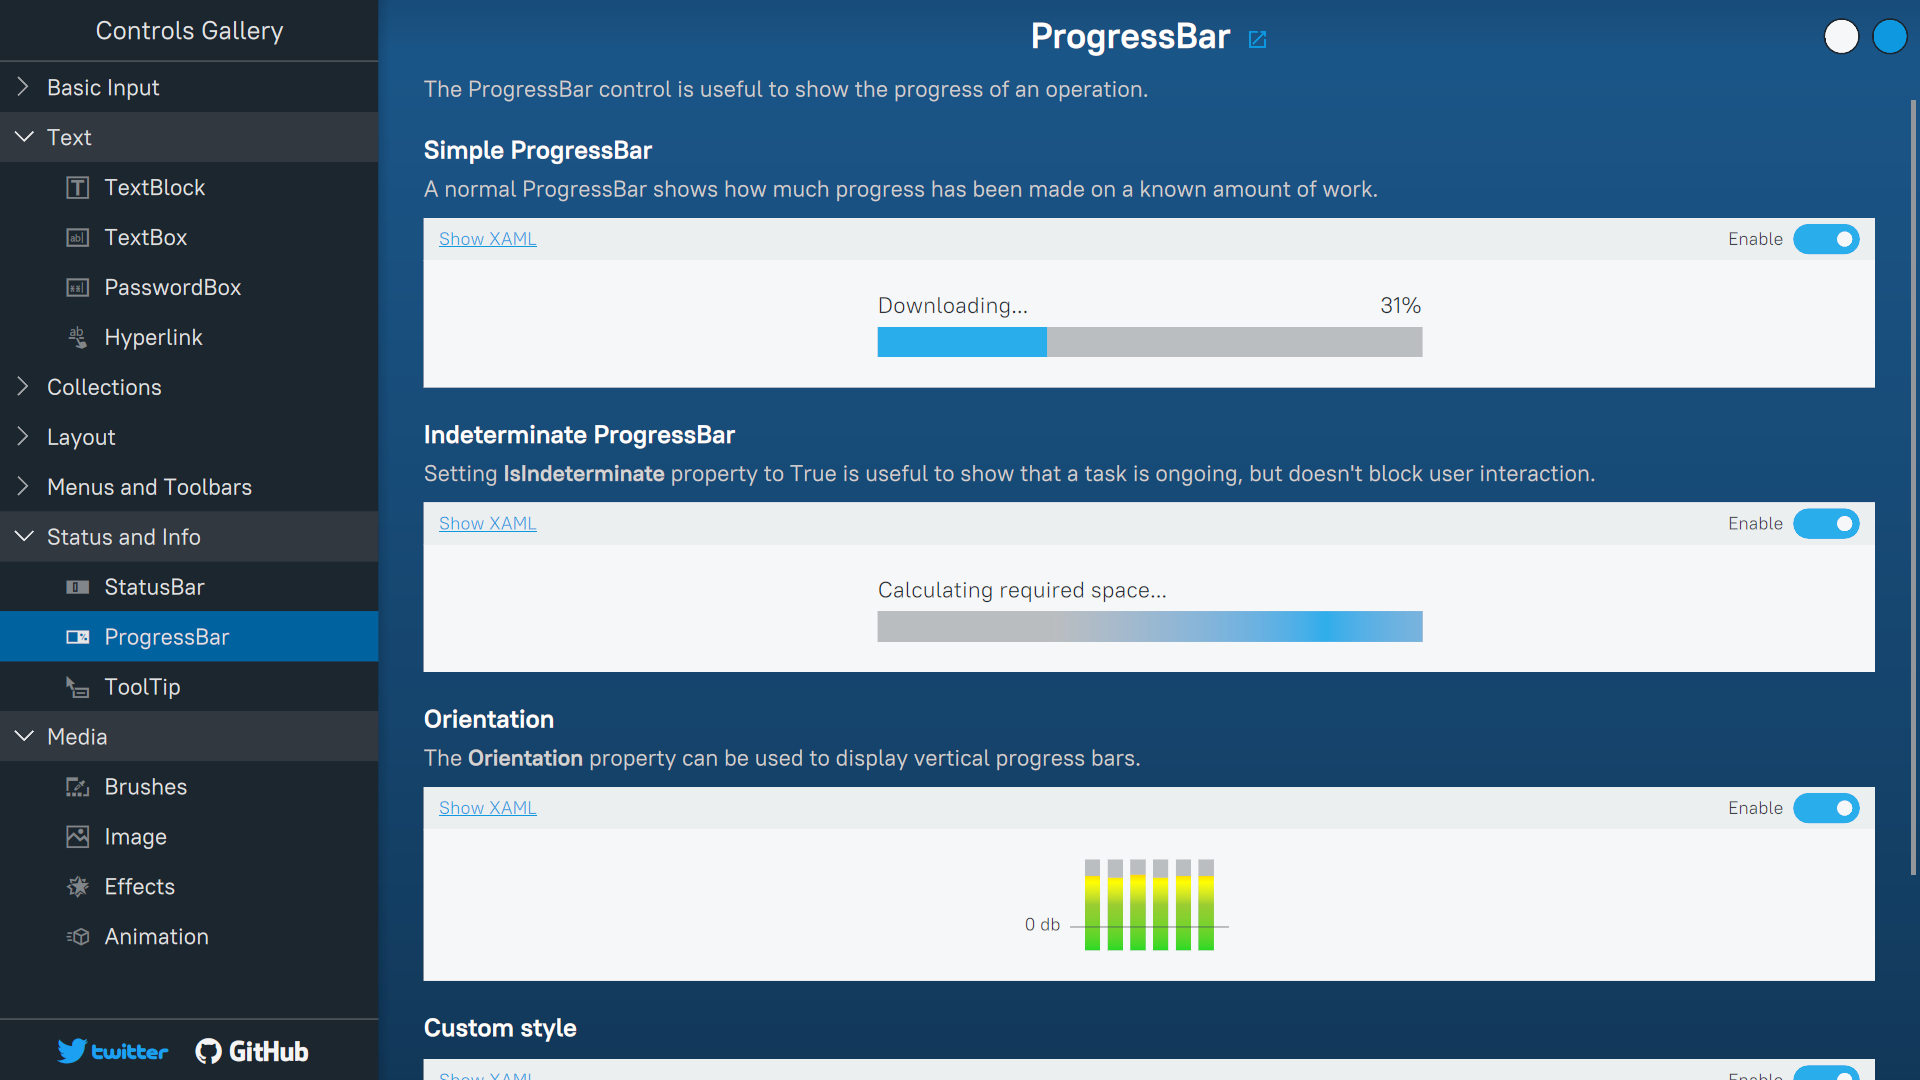 Controls Gallery
Basic Input
Text
TextBlock
TextBox
PasswordBox
Hyperlink
Collections
Layout
Menus and Toolbars
Status and Info
StatusBar
ProgressBar
ToolTip
Media
Brushes
Image
Effects
Animation
twitter GitHub
ProgressBar
The ProgressBar control is useful to show the progress of an operation.
Simple ProgressBar
A normal ProgressBar shows how much progress has been made on a known amount of work.
Show XAML Enable
Downloading... 31%
Indeterminate ProgressBar
Setting IsIndeterminate property to True is useful to show that a task is ongoing, but doesn't block user interaction.
Show XAML Enable
Calculating required space...
Orientation
The Orientation property can be used to display vertical progress bars.
Show XAML Enable
0 db
Custom style
Show XAML Enable